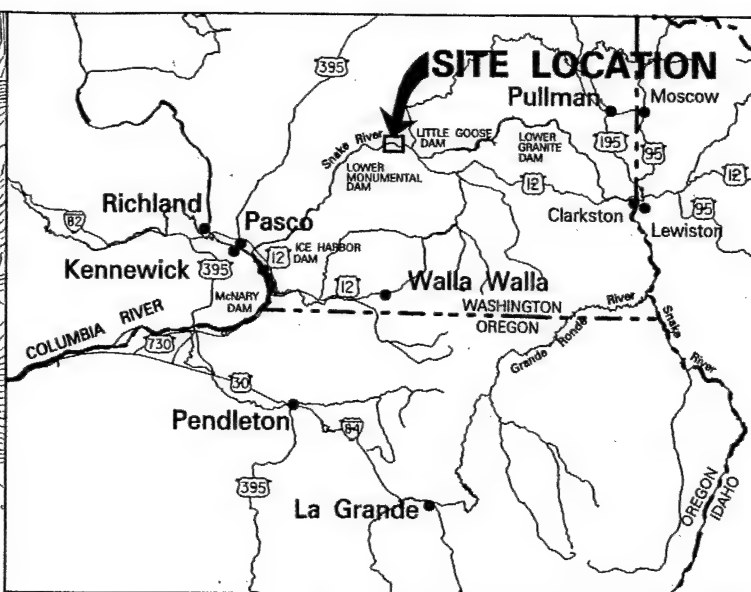 395
SITE LOCATION
Pullman
Moscow
Snake River
LITTLE GOOSE
DAM
LOWER
GRANITE
DAM
195
95
LOWER
MONUMENTAL
DAM
12
12
Richland
82
Pasco
Clarkston
95
Lewiston
12
ICE HARBOR
DAM
Kennewick
395
McNARY
DAM
12
Walla Walla
WASHINGTON
OREGON
River
Grande Ronde
Snake
River
COLUMBIA RIVER
730
30
Pendleton
84
395
La Grande
OREGON
IDAHO